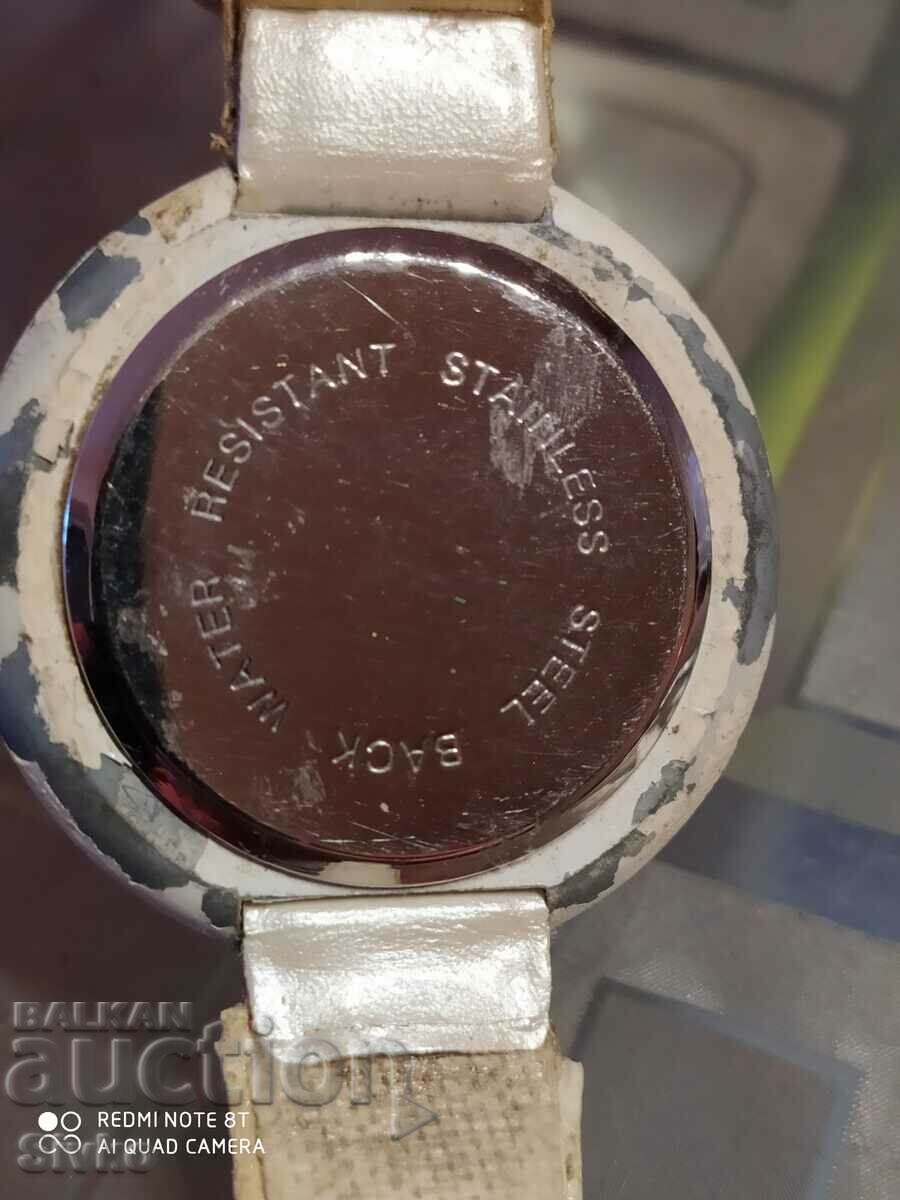 WATER RESISTANT STAINLESS STEEL BACK
BALKAN
auction
REDMI NOTE 8T
AI QUAD CAMERA